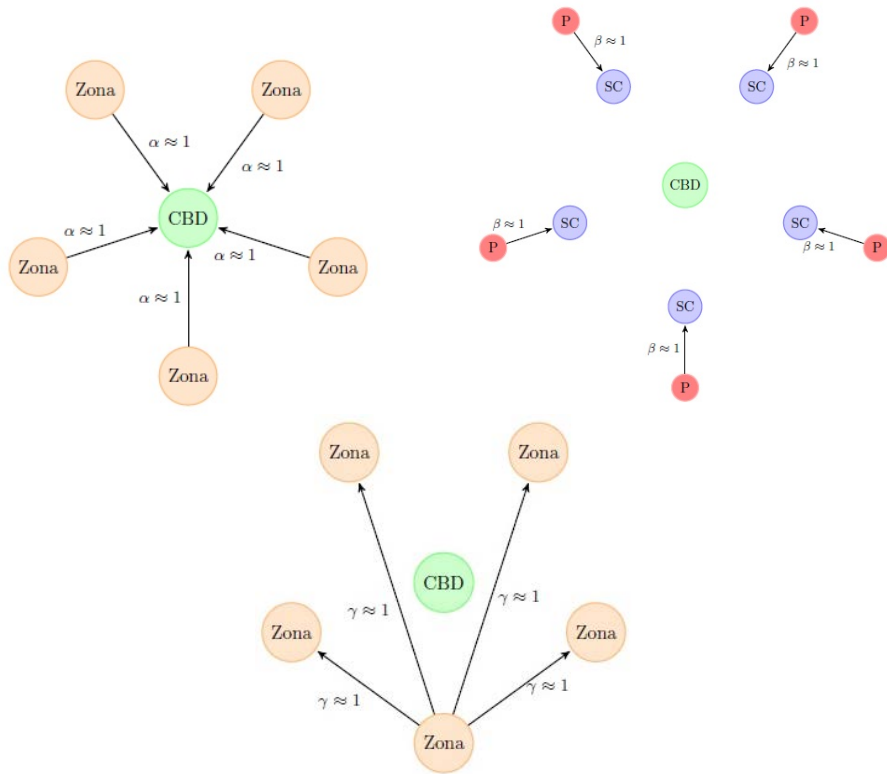 Zona
Zona
α ≈ 1
α ≈ 1
CBD
α ≈ 1
α ≈ 1
Zona
Zona
α ≈ 1
Zona
P
P
β ≈ 1
β ≈ 1
SC
SC
CBD
β ≈ 1
SC
SC
P
β ≈ 1
P
SC
β ≈ 1
P
Zona
Zona
CBD
γ ≈ 1
γ ≈ 1
Zona
Zona
γ ≈ 1
γ ≈ 1
Zona